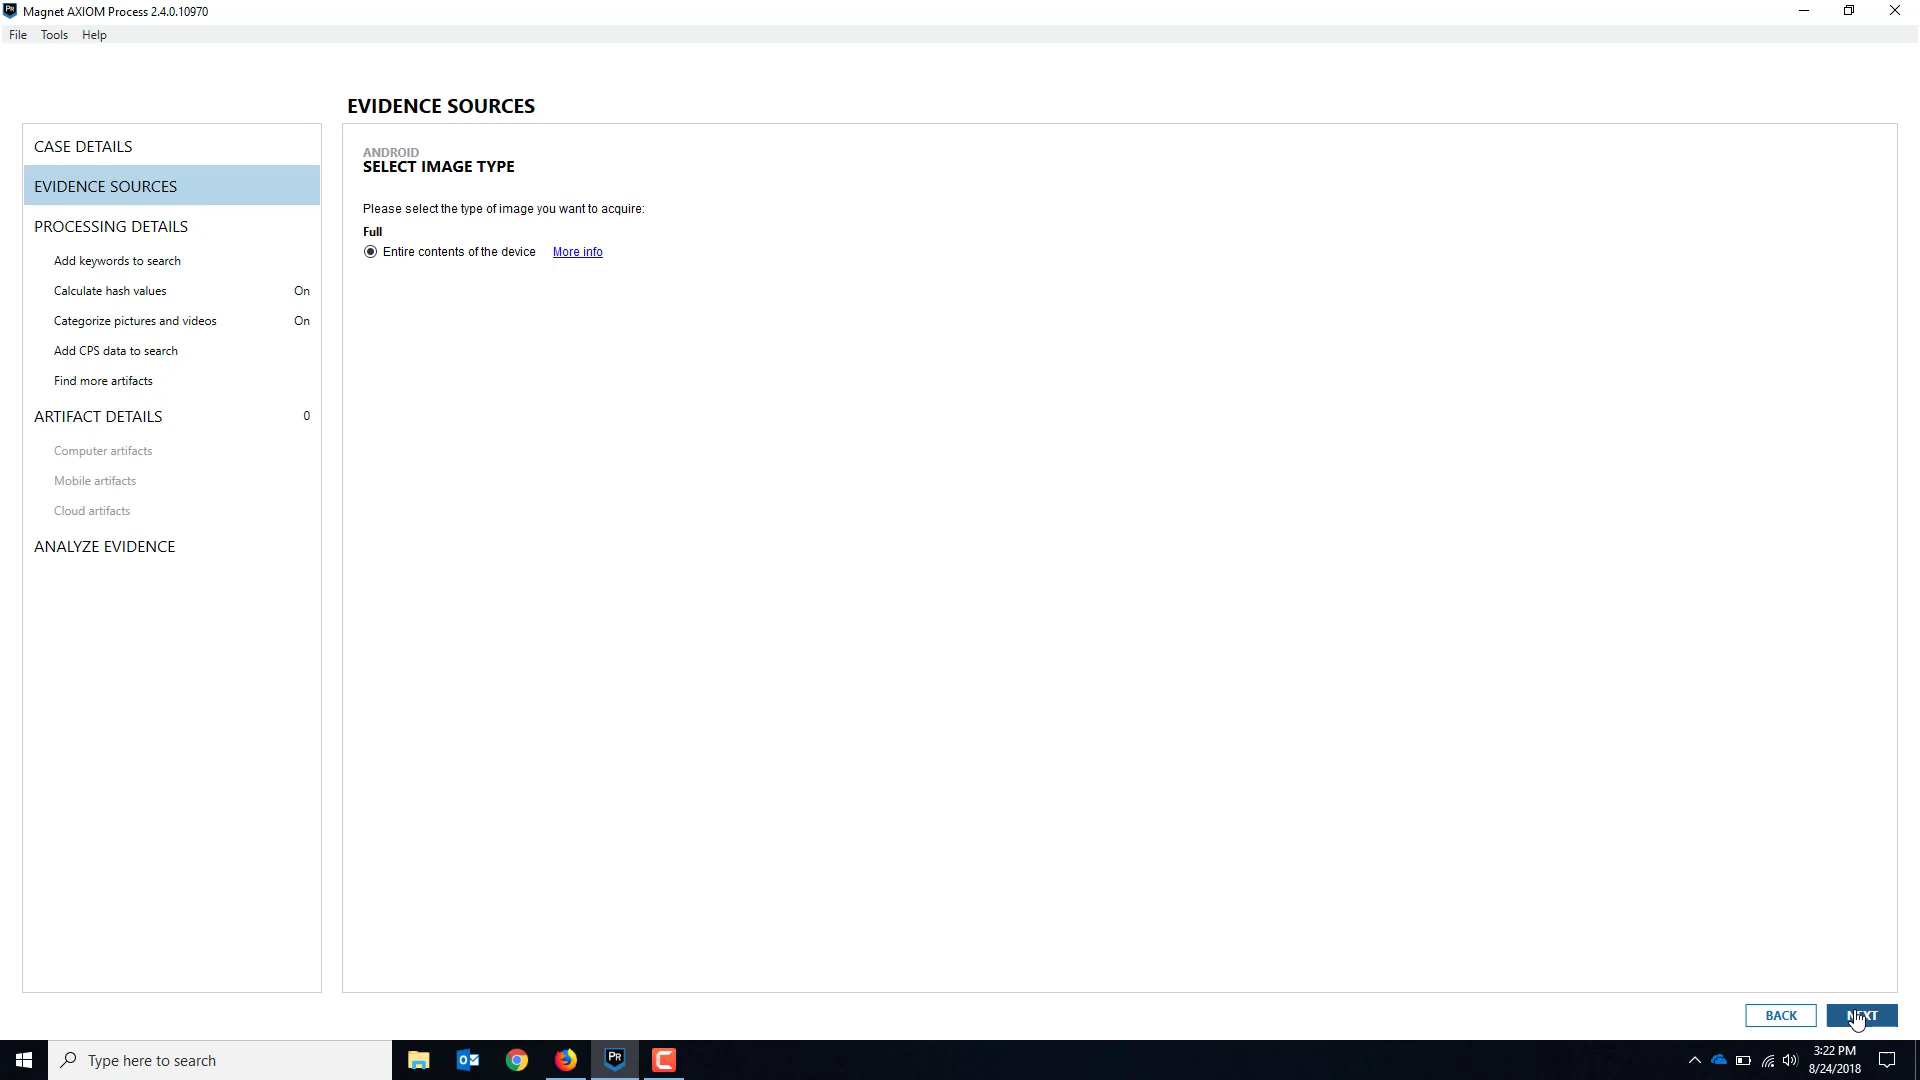 Magnet AXIOM Process 2.4.0.10970
File Tools Help
EVIDENCE SOURCES
CASE DETAILS
EVIDENCE SOURCES
PROCESSING DETAILS
Add keywords to search
Calculate hash values On
Categorize pictures and videos On
Add CPS data to search
Find more artifacts
ARTIFACT DETAILS 0
Computer artifacts
Mobile artifacts
Cloud artifacts
ANALYZE EVIDENCE
ANDROID
SELECT IMAGE TYPE
Please select the type of image you want to acquire:
Full
Entire contents of the device More info
BACK NEXT
Type here to search
3:22 PM
8/24/2018